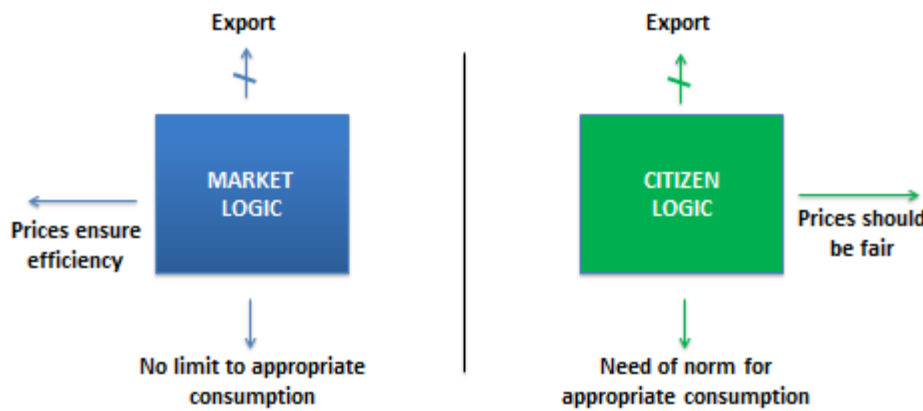 Export
MARKET
LOGIC
Prices ensure
efficiency
No limit to appropriate
consumption
Export
CITIZEN
LOGIC
Prices should
be fair
Need of norm for
appropriate consumption